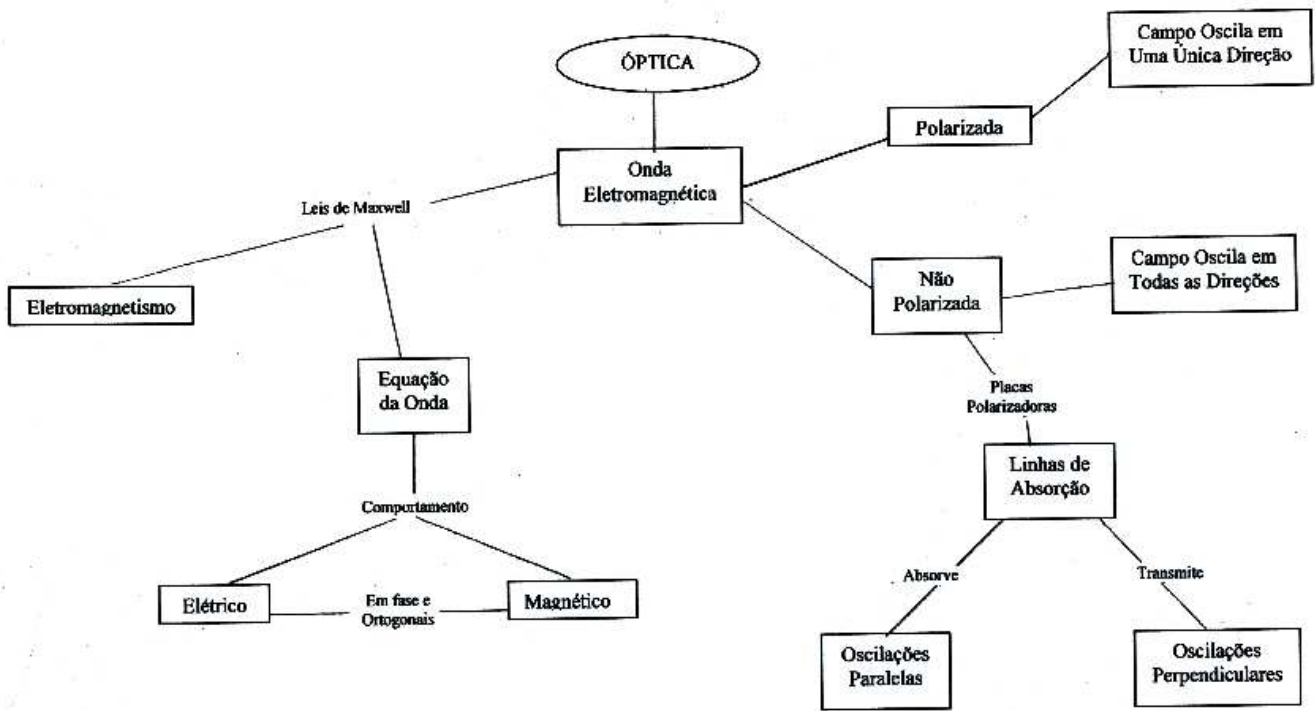 ÓPTICA
Campo Oscila em
Uma Única Direção
Polarizada
Onda
Eletromagnética
Leis de Maxwell
Eletromagnetismo
Não
Polarizada
Campo Oscila em
Todas as Direções
Equação
da Onda
Placas
Polarizadoras
Linhas de
Absorção
Comportamento
Elétrico
Em fase e
Ortogonais
Magnético
Absorve
Transmite
Oscilações
Paralelas
Oscilações
Perpendiculares